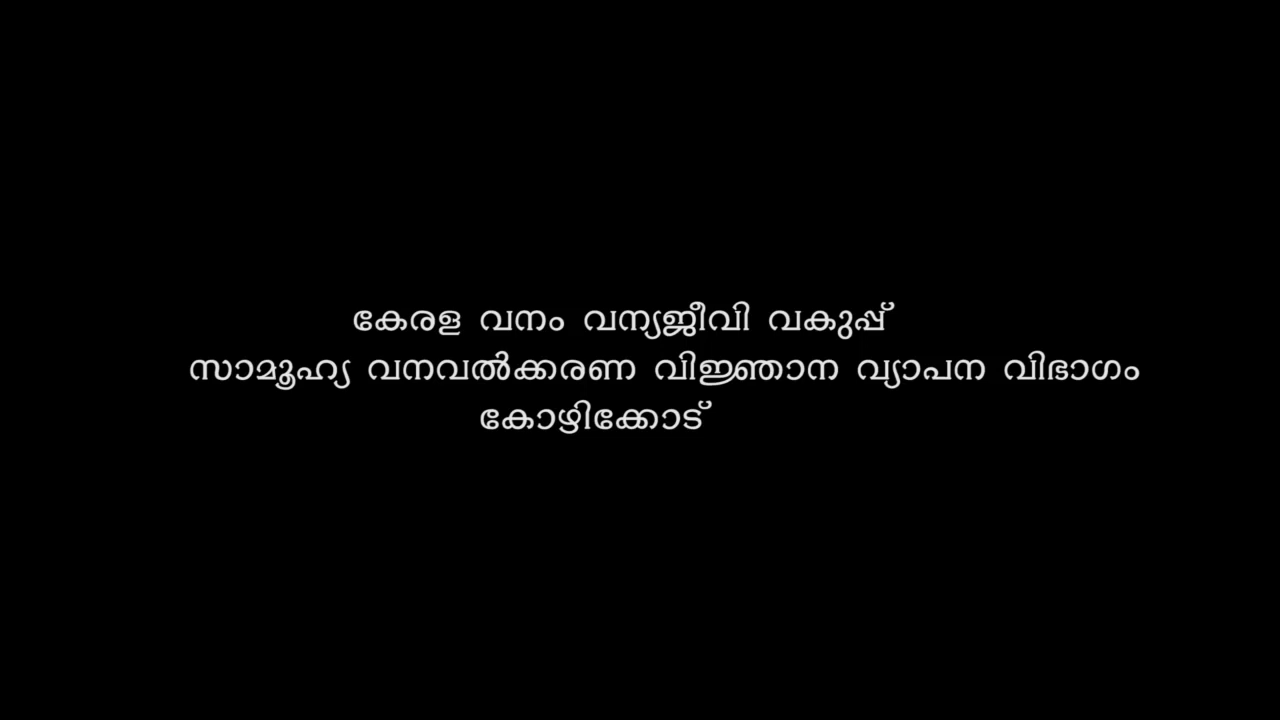 കേരള വനം വന്യജീവി വകുപ്പ്
സാമൂഹ്യ വനവൽക്കരണ വിജ്ഞാന വ്യാപന വിഭാഗം
കോഴിക്കോട്